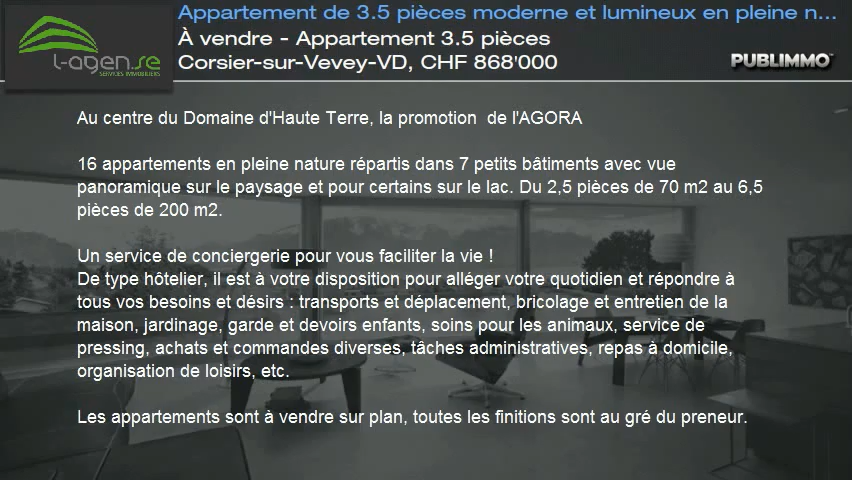 Appartement de 3.5 pièces moderne et lumineux en pleine n...
À vendre - Appartement 3.5 pièces
Corsier-sur-Vevey-VD, CHF 868'000
l-agen.se
SERVICES IMMOBILIERS
PUBLIMMO
Au centre du Domaine d'Haute Terre, la promotion  de l'AGORA
16 appartements en pleine nature répartis dans 7 petits bâtiments avec vue
panoramique sur le paysage et pour certains sur le lac. Du 2,5 pièces de 70 m2 au 6,5
pièces de 200 m2.
Un service de conciergerie pour vous faciliter la vie !
De type hôtelier, il est à votre disposition pour alléger votre quotidien et répondre à
tous vos besoins et désirs : transports et déplacement, bricolage et entretien de la
maison, jardinage, garde et devoirs enfants, soins pour les animaux, service de
pressing, achats et commandes diverses, tâches administratives, repas à domicile,
organisation de loisirs, etc.
Les appartements sont à vendre sur plan, toutes les finitions sont au gré du preneur.